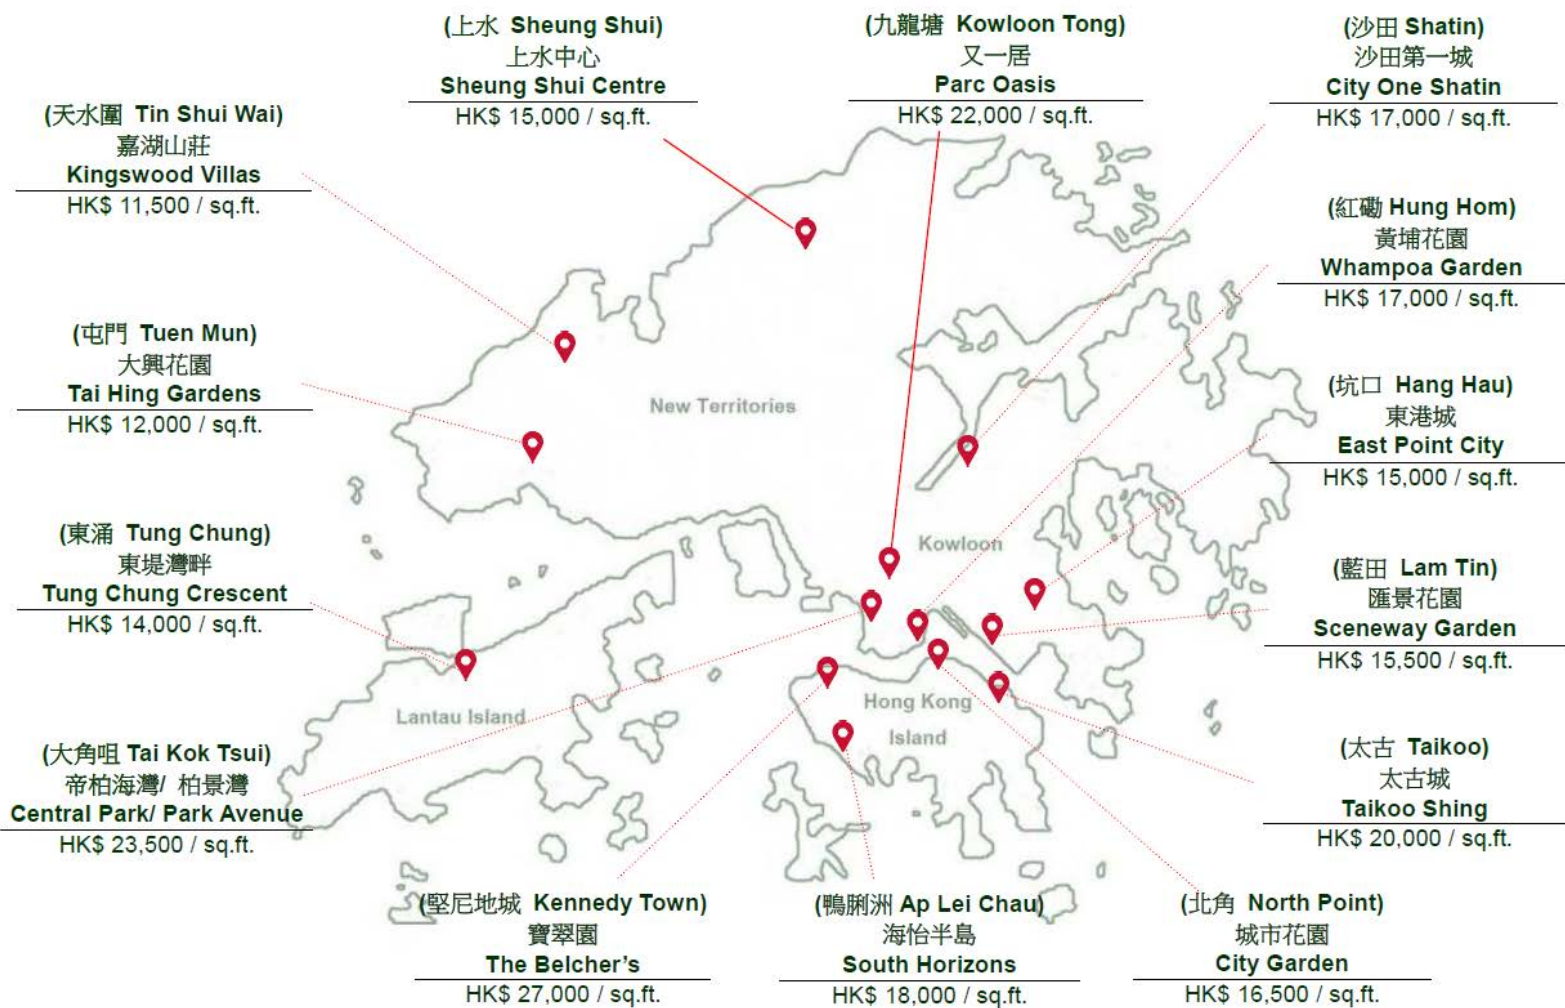 (上水 Sheung Shui)
上水中心
Sheung Shui Centre
HK$ 15,000 / sq.ft.
(九龍塘 Kowloon Tong)
又一居
Parc Oasis
HK$ 22,000 / sq.ft.
(沙田 Shatin)
沙田第一城
City One Shatin
HK$ 17,000 / sq.ft.
(天水圍 Tin Shui Wai)
嘉湖山莊
Kingswood Villas
HK$ 11,500 / sq.ft.
(紅磡 Hung Hom)
黃埔花園
Whampoa Garden
HK$ 17,000 / sq.ft.
(屯門 Tuen Mun)
大興花園
Tai Hing Gardens
HK$ 12,000 / sq.ft.
New Territories
(坑口 Hang Hau)
東港城
East Point City
HK$ 15,000 / sq.ft.
(東涌 Tung Chung)
東堤灣畔
Tung Chung Crescent
HK$ 14,000 / sq.ft.
Kowloon
(藍田 Lam Tin)
匯景花園
Sceneway Garden
HK$ 15,500 / sq.ft.
Lantau Island
Hong Kong
Island
(大角咀 Tai Kok Tsui)
帝柏海灣/ 柏景灣
Central Park/ Park Avenue
HK$ 23,500 / sq.ft.
(太古 Taikoo)
太古城
Taikoo Shing
HK$ 20,000 / sq.ft.
(堅尼地城 Kennedy Town)
寶翠園
The Belcher’s
HK$ 27,000 / sq.ft.
(鴨脷洲 Ap Lei Chau)
海怡半島
South Horizons
HK$ 18,000 / sq.ft.
(北角 North Point)
城市花園
City Garden
HK$ 16,500 / sq.ft.